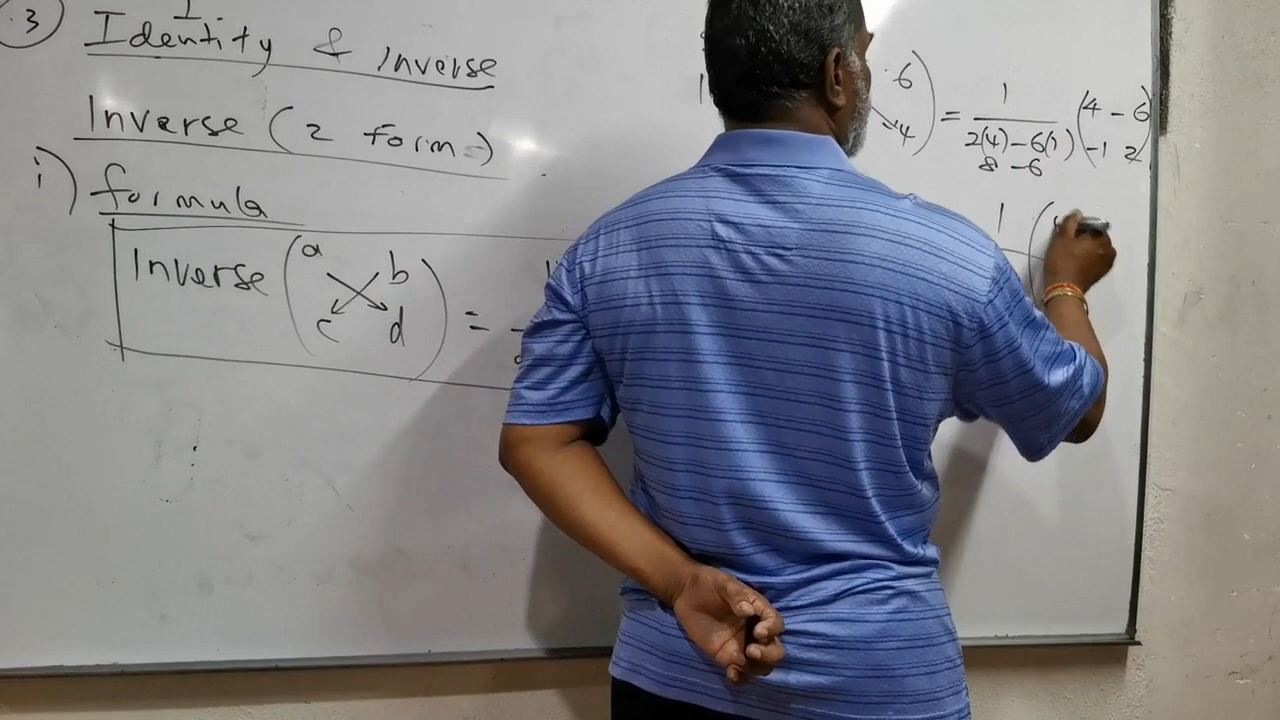 3 Identity & Inverse
Inverse (2 forms)
i) formula
Inverse (a b
c d) =
6
4) = 1 / 2(4) - 6(1) (4 - 6
-1 2)
8 - 6
1 (